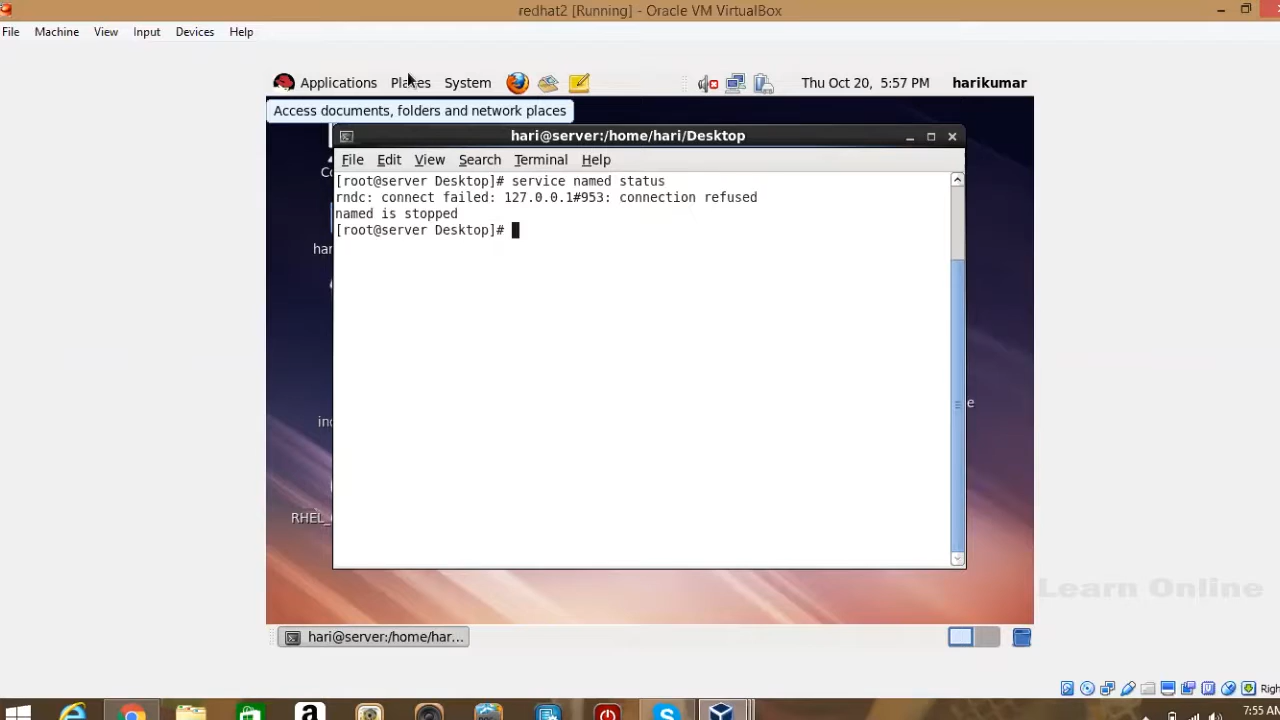 redhat2 [Running] - Oracle VM VirtualBox
File Machine View Input Devices Help
Applications Places System Thu Oct 20, 5:57 PM harikumar
Access documents, folders and network places
hari@server:/home/hari/Desktop
File Edit View Search Terminal Help
[root@server Desktop]# service named status
rndc: connect failed: 127.0.0.1#953: connection refused
named is stopped
[root@server Desktop]#
Learn Online
hari@server:/home/har...
7:55 AM